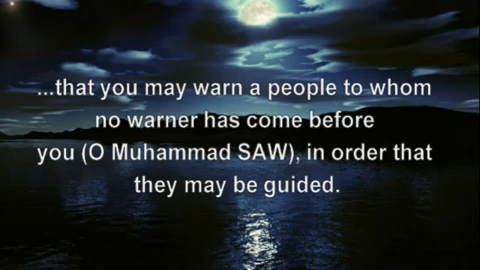 ...that you may warn a people to whom
no warner has come before
you (O Muhammad SAW), in order that
they may be guided.